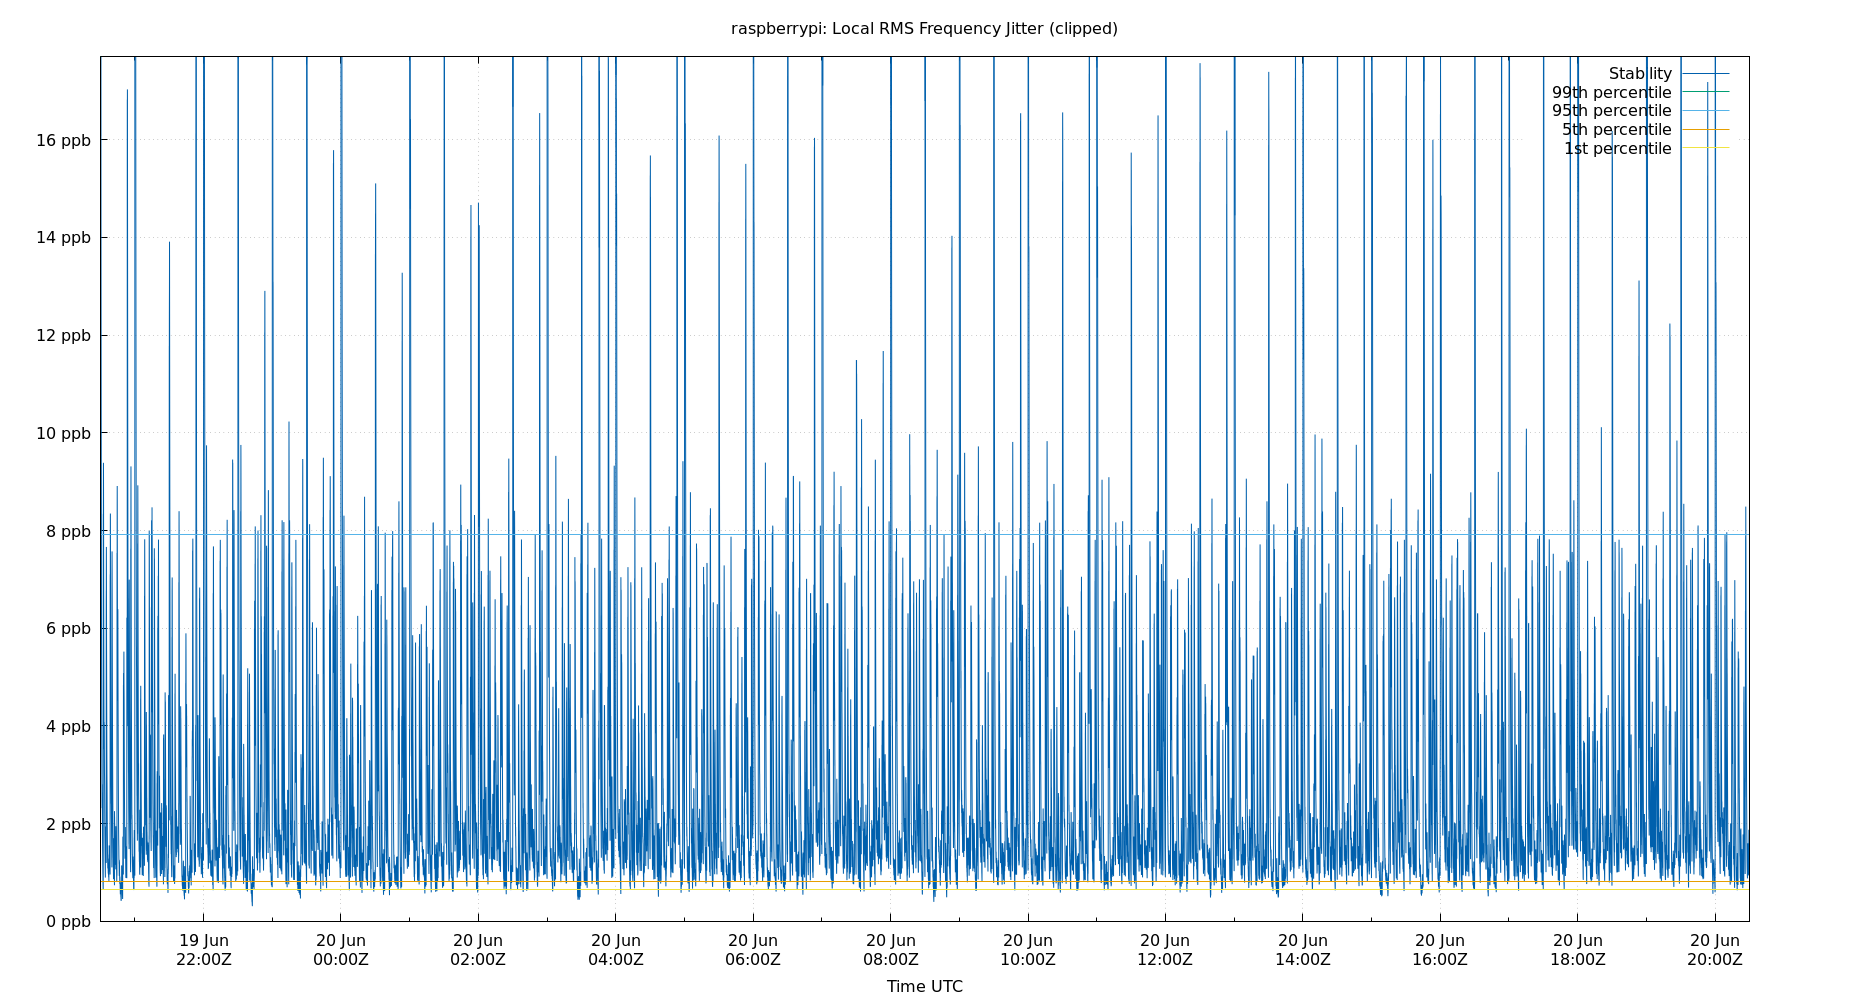 raspberrypi: Local RMS Frequency Jitter (clipped)
Stability
99th percentile
95th percentile
5th percentile
1st percentile
16 ppb
14 ppb
12 ppb
10 ppb
8 ppb
6 ppb
4 ppb
2 ppb
0 ppb
19 Jun 20 Jun 20 Jun 20 Jun 20 Jun 20 Jun 20 Jun 20 Jun 20 Jun 20 Jun 20 Jun 20 Jun
22:00Z 00:00Z 02:00Z 04:00Z 06:00Z 08:00Z 10:00Z 12:00Z 14:00Z 16:00Z 18:00Z 20:00Z
Time UTC